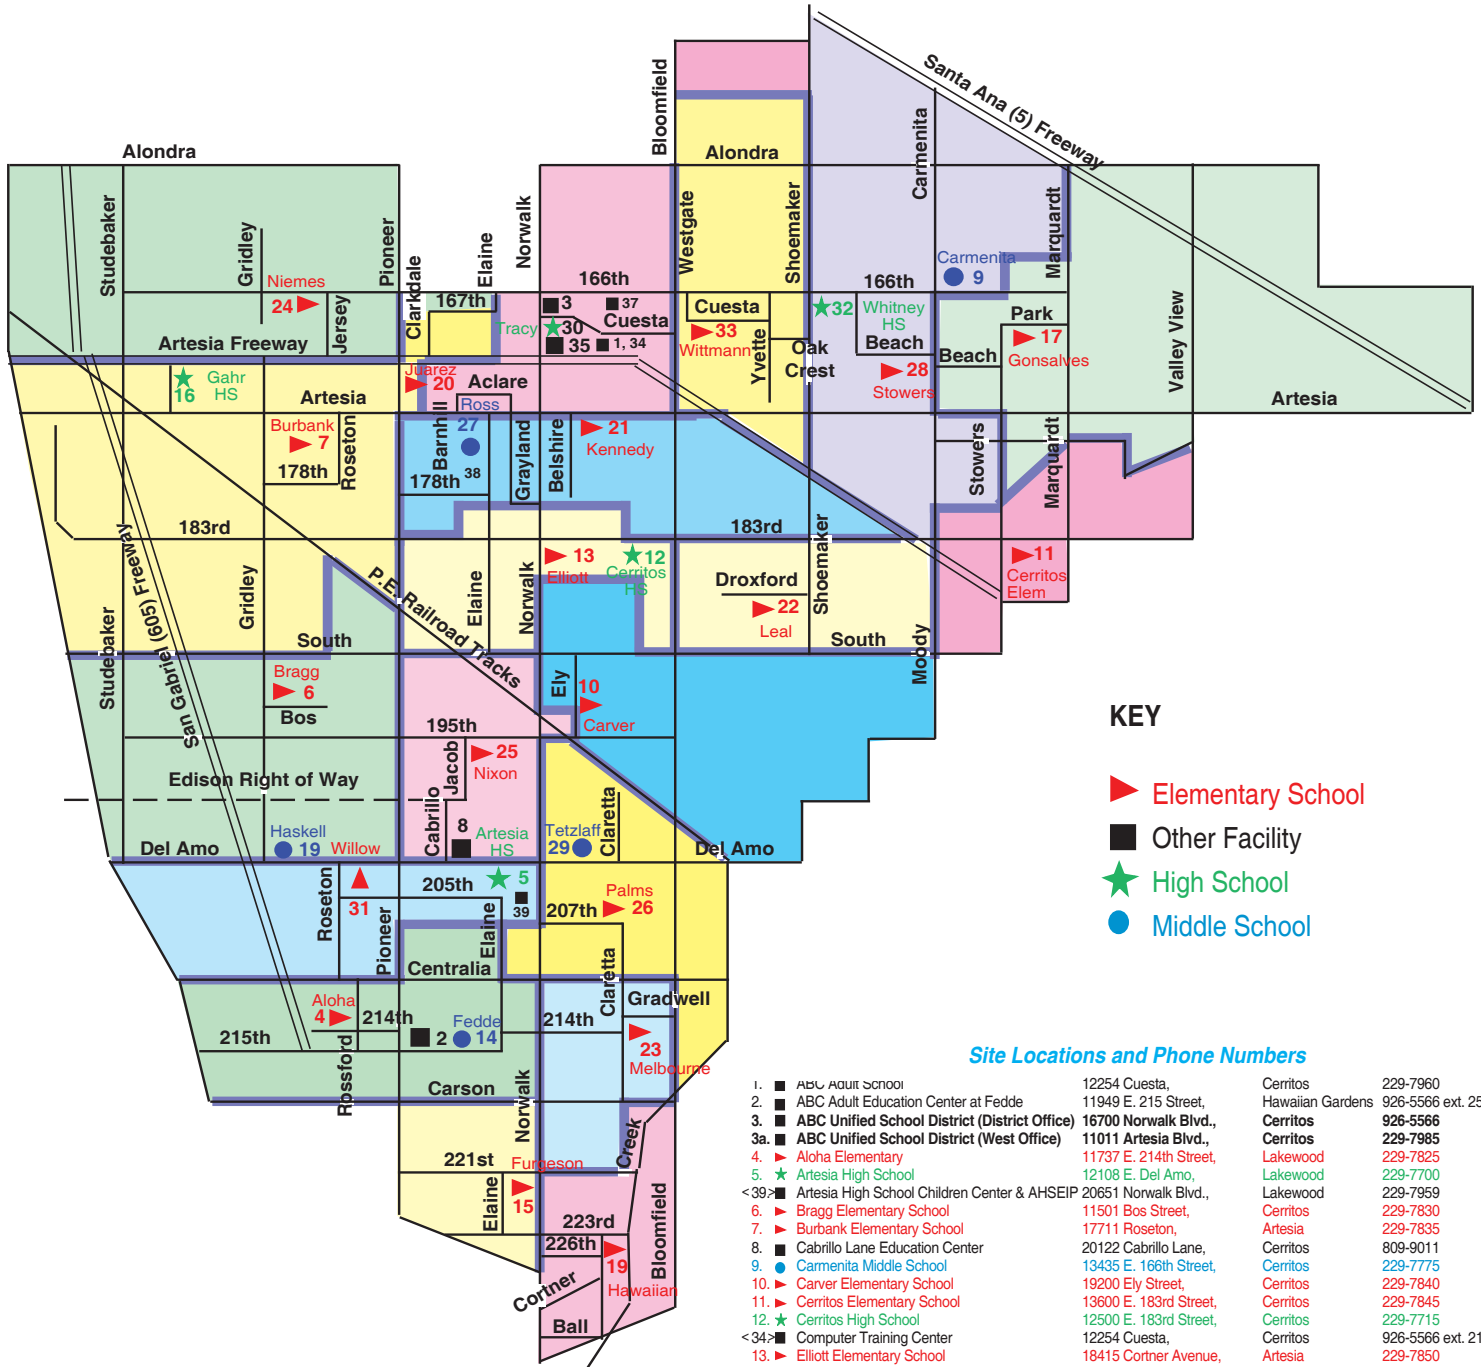 Santa Ana (5) Freeway
Bloomfield
Alondra
Alondra
Carmenita
Studebaker
Gridley
Pioneer
Norwalk
Westgate
Shoemaker
Marquardt
Elaine
Clarkdale
Niemes
24
Jersey
167th
166th
3
37
Cuesta
Tracy
30
35
1, 34
Cuesta
33
Wittmann
Yvette
Oak
Crest
32
166th
Whitney
HS
Beach
28
Stowers
Carmenita
9
Beach
Park
17
Gonsalves
Valley View
Artesia Freeway
Gahr
HS
16
Artesia
Juarez
20
Aclare
Artesia
Burbank
7
178th
Roseton
Barnhill
Ross
27
38
178th
Grayland
Belshire
21
Kennedy
Stowers
Marquardt
183rd
183rd
San Gabriel (605) Freeway
P.E. Railroad Tracks
Gridley
Studebaker
Elaine
Norwalk
13
Elliott
12
Cerritos
HS
Droxford
22
Leal
Shoemaker
11
Cerritos
Elem
South
South
Moody
Bragg
6
Bos
Ely
10
Carver
195th
Jacob
25
Nixon
Edison Right of Way
Cabrillo
8
Artesia
HS
Tetzlaff
29
Claretta
Haskell
19
Willow
Del Amo
Del Amo
31
Roseton
Pioneer
205th
5
39
Elaine
207th
Palms
26
Centralia
Claretta
Gradwell
Aloha
4
214th
215th
Rossford
2
Fedde
14
214th
23
Melbourne
Carson
Norwalk
Creek
221st
Furgeson
15
Elaine
223rd
226th
19
Hawaiian
Bloomfield
Cortner
Ball
KEY
Elementary School
Other Facility
High School
Middle School
Site Locations and Phone Numbers
1. ABC Adult School 12254 Cuesta, Cerritos 229-7960
2. ABC Adult Education Center at Fedde 11949 E. 215 Street, Hawaiian Gardens 926-5566 ext. 25
3. ABC Unified School District (District Office) 16700 Norwalk Blvd., Cerritos 926-5566
3a. ABC Unified School District (West Office) 11011 Artesia Blvd., Cerritos 229-7985
4. Aloha Elementary 11737 E. 214th Street, Lakewood 229-7825
5. Artesia High School 12108 E. Del Amo, Lakewood 229-7700
<39> Artesia High School Children Center & AHSEIP 20651 Norwalk Blvd., Lakewood 229-7959
6. Bragg Elementary School 11501 Bos Street, Cerritos 229-7830
7. Burbank Elementary School 17711 Roseton, Artesia 229-7835
8. Cabrillo Lane Education Center 20122 Cabrillo Lane, Cerritos 809-9011
9. Carmenita Middle School 13435 E. 166th Street, Cerritos 229-7775
10. Carver Elementary School 19200 Ely Street, Cerritos 229-7840
11. Cerritos Elementary School 13600 E. 183rd Street, Cerritos 229-7845
12. Cerritos High School 12500 E. 183rd Street, Cerritos 229-7715
<34> Computer Training Center 12254 Cuesta, Cerritos 926-5566 ext. 21
13. Elliott Elementary School 18415 Cortner Avenue, Artesia 229-7850